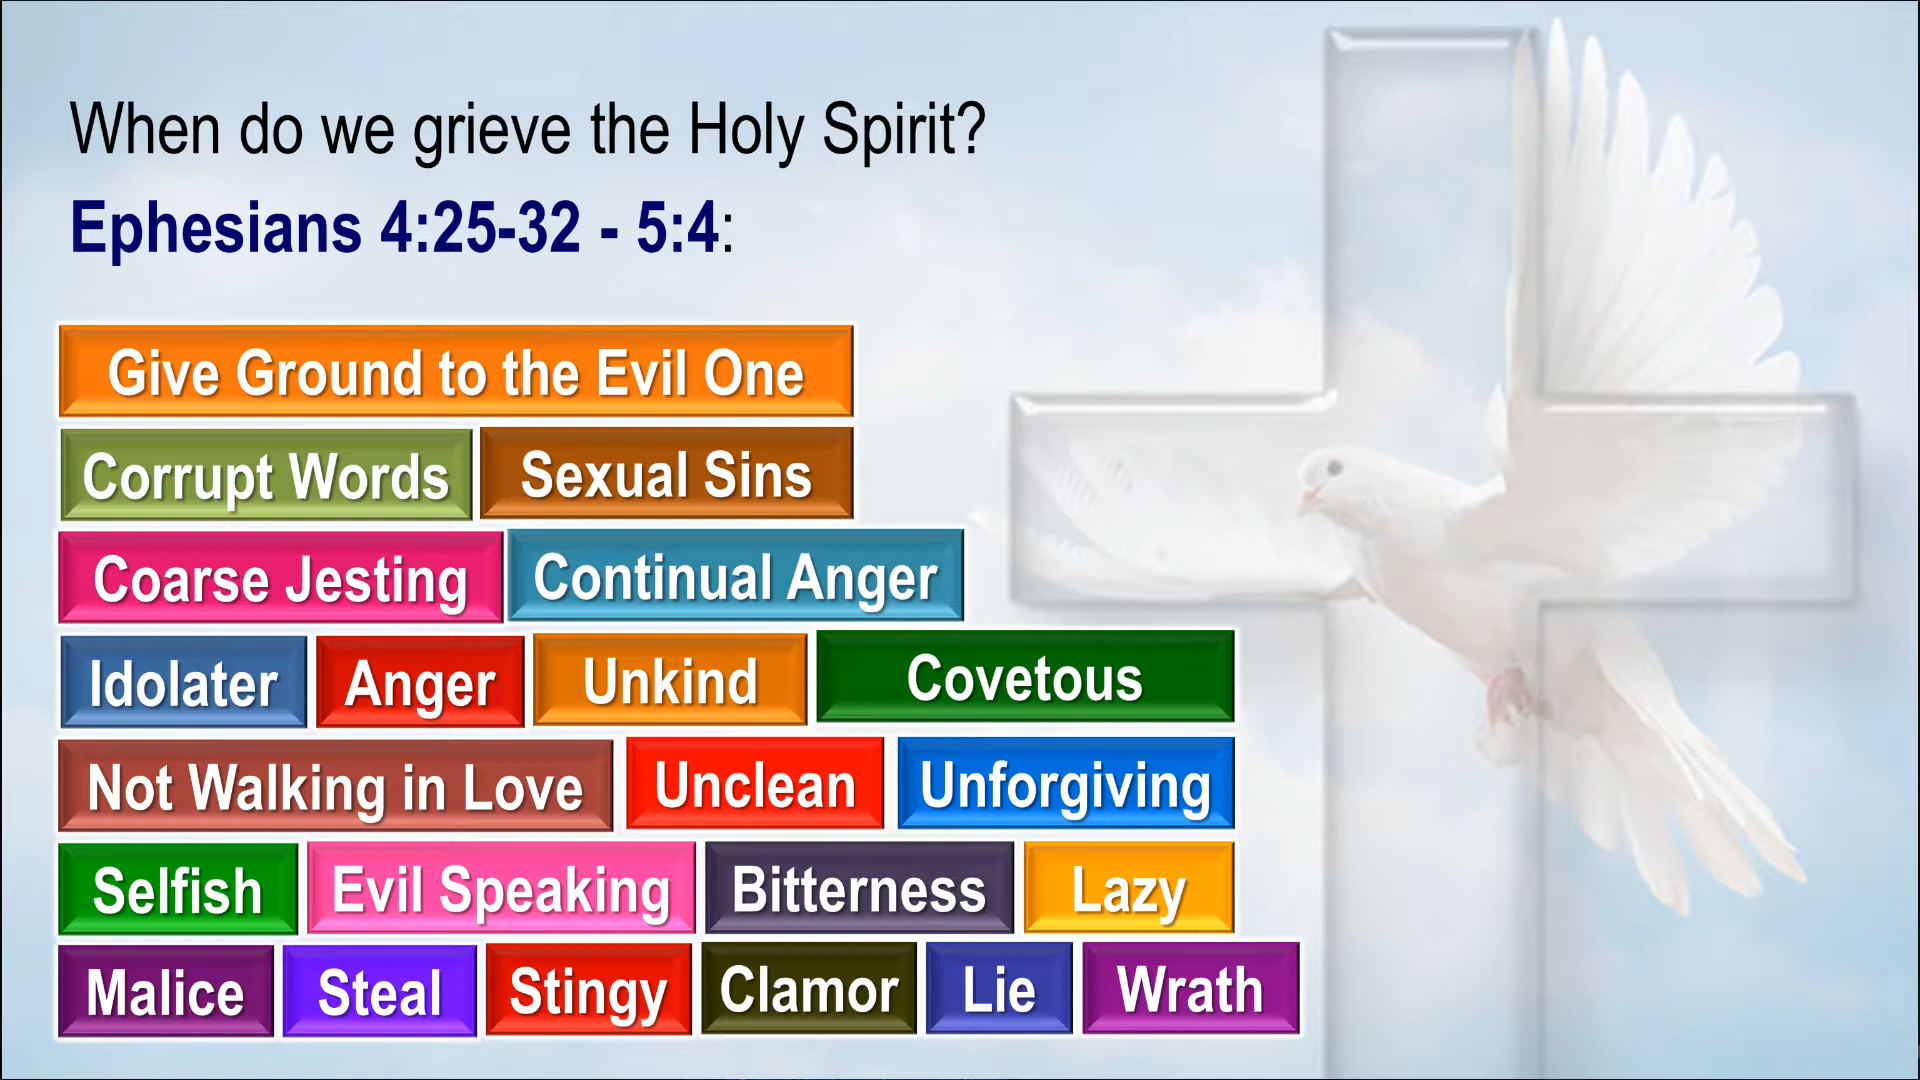 When do we grieve the Holy Spirit?
Ephesians 4:25-32 - 5:4:
Give Ground to the Evil One
Corrupt Words Sexual Sins
Coarse Jesting Continual Anger
Idolater Anger Unkind Covetous
Not Walking in Love Unclean Unforgiving
Selfish Evil Speaking Bitterness Lazy
Malice Steal Stingy Clamor Lie Wrath